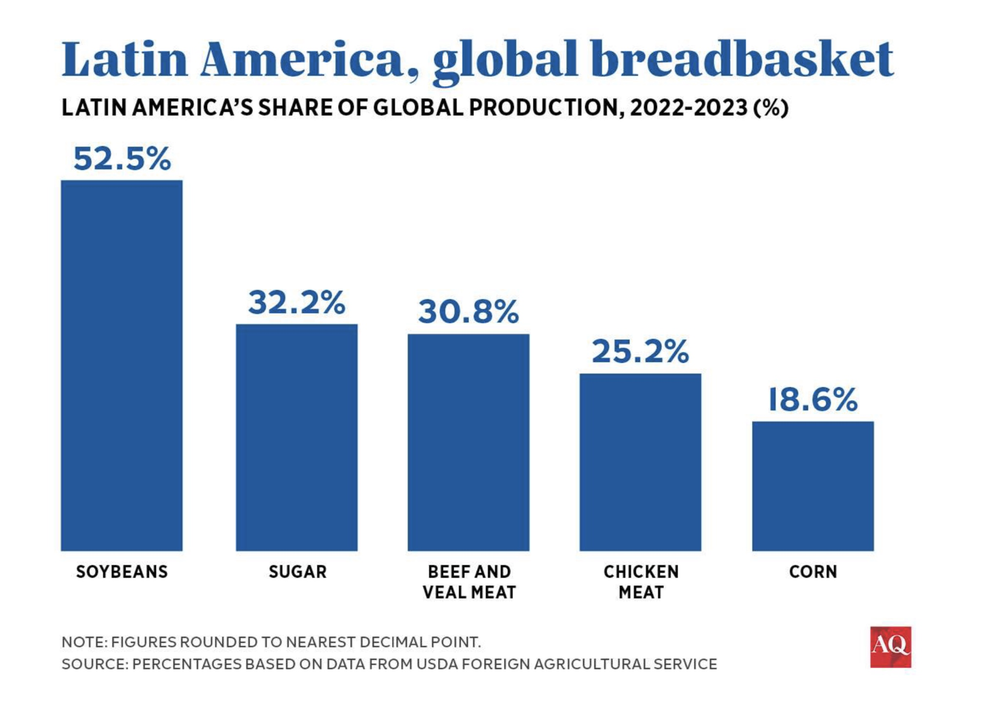 Latin America, global breadbasket
LATIN AMERICA’S SHARE OF GLOBAL PRODUCTION, 2022-2023 (%)
52.5%
32.2%
30.8%
25.2%
18.6%
SOYBEANS
SUGAR
BEEF AND
VEAL MEAT
CHICKEN
MEAT
CORN
NOTE: FIGURES ROUNDED TO NEAREST DECIMAL POINT.
SOURCE: PERCENTAGES BASED ON DATA FROM USDA FOREIGN AGRICULTURAL SERVICE
AQ